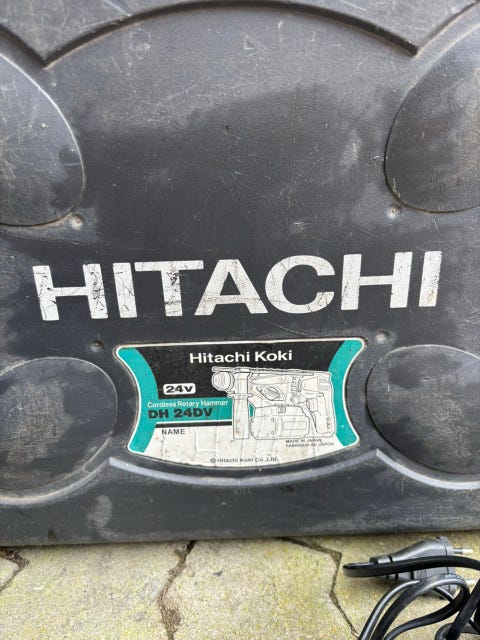 HITACHI
Hitachi Koki
24V
Cordless Rotary Hammer
DH 24DV
NAME
MADE IN JAPAN
FABRIQUE AU JAPON
© Hitachi Koki Co., Ltd.